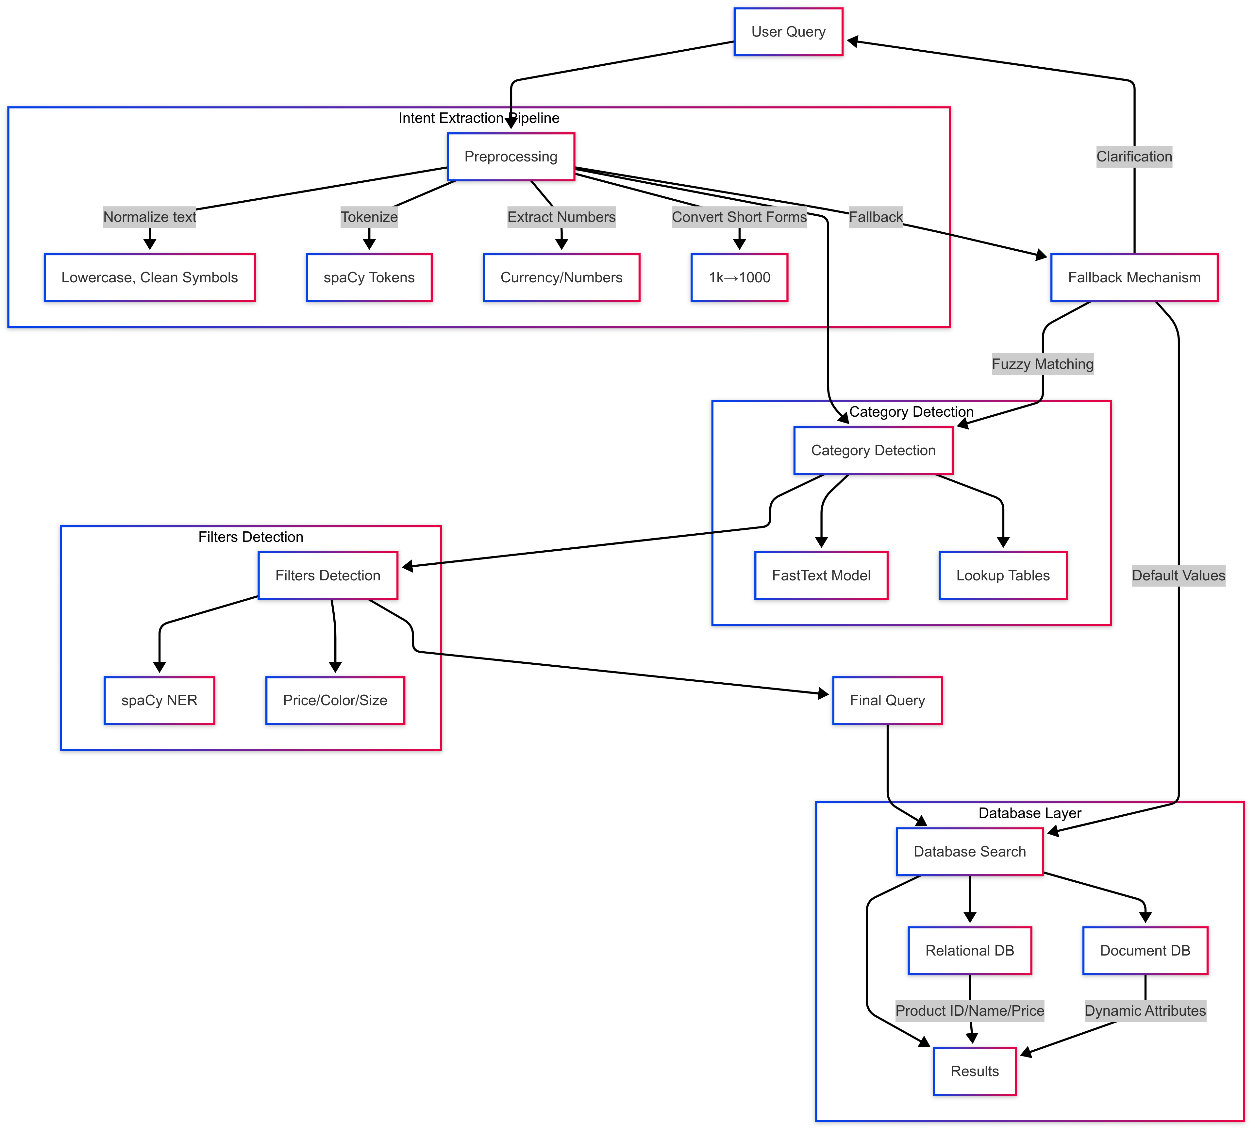 User Query
Intent Extraction Pipeline
Preprocessing
Clarification
Normalize text
Tokenize
Extract Numbers
Convert Short Forms
Fallback
Lowercase, Clean Symbols
spaCy Tokens
Currency/Numbers
1k→1000
Fallback Mechanism
Fuzzy Matching
Category Detection
Category Detection
Filters Detection
Filters Detection
FastText Model
Lookup Tables
Default Values
spaCy NER
Price/Color/Size
Final Query
Database Layer
Database Search
Relational DB
Document DB
Product ID/Name/Price
Dynamic Attributes
Results